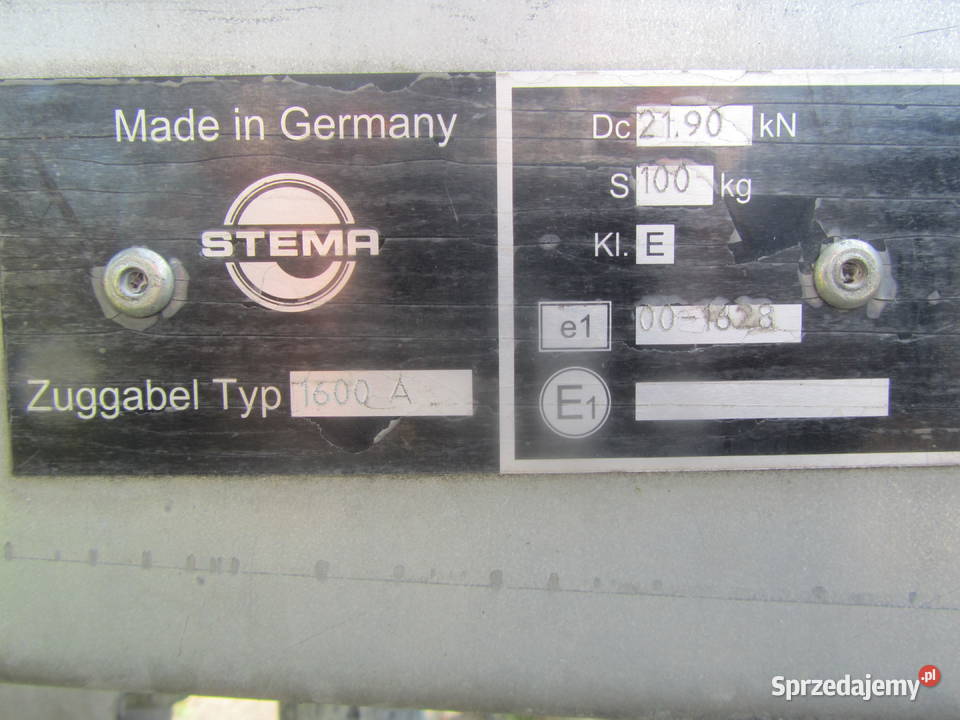 Made in Germany
STEMA
Zuggabel Typ 1600 A
Dc 21.90 kN
S 100 kg
Kl. E
e1 00-1628
E1
Sprzedajemy.pl